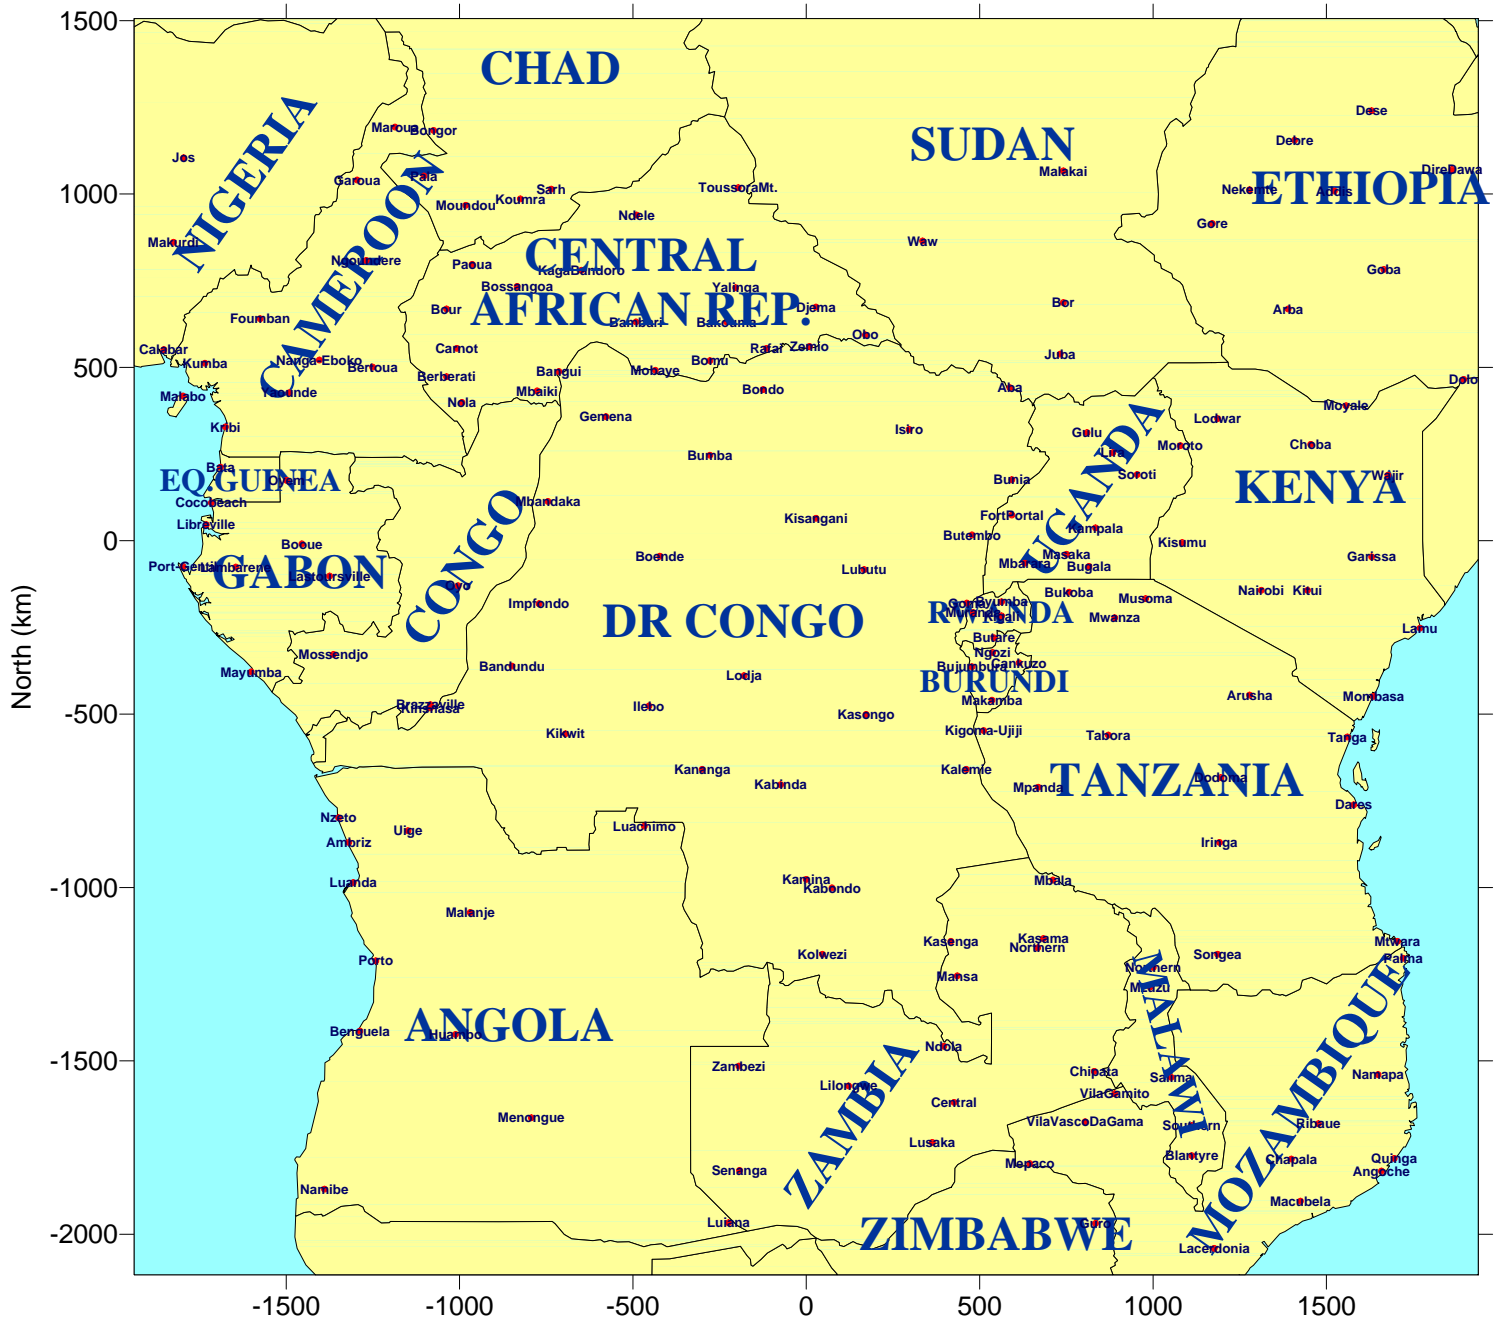 1500
CHAD
NIGERIA
Dese
Maroua
Bongor
Debre
SUDAN
Jos
DireDawa
Malakai
Garoua
Pala
ToussoraMt.
Nekemte
Addis
ETHIOPIA
1000
Sarh
Koumra
Moundou
CAMEROON
Ndele
Gore
Makurdi
Waw
CENTRAL
Ngoundere
Paoua
KagaBandoro
Goba
Bossangoa
Yalinga
AFRICAN REP.
Bour
Djema
Bor
Arba
Foumban
Bambari
Bakouma
Obo
Calabar
Carnot
Rafai
Zemio
Juba
Kumba
Nanga-Eboko
Bertoua
Bomu
500
Berberati
Bangui
Mobaye
Dolo
Malabo
Yaounde
Mbaiki
Bondo
Aba
Nola
Moyale
Gemena
Lodwar
Kribi
Isiro
Gulu
UGANDA
Choba
Moroto
Bumba
Lira
Bata
Soroti
Wajir
EQ.GUINEA
Oyem
Bunia
KENYA
Cocobeach
Mbandaka
CONGO
Libreville
Kisangani
FortPortal
Kampala
Butembo
0
Botue
Kisumu
Boende
Masaka
Garissa
Port-Gentil
Lambarene
GABON
Lastoursville
Lubutu
Mbarara
Bugala
Oyo
Bukoba
Nairobi
Kitui
Impfondo
Goma
Byumba
Musoma
RWANDA
Kigali
Mwanza
DR CONGO
Lamu
Butare
Mossendjo
Ngozi
Cankuzo
Bandundu
Bujumbura
Mayumba
Lodja
BURUNDI
Arusha
Mombasa
Makamba
Brazzaville
Kinshasa
Ilebo
Kasongo
-500
Kikwit
Kigoma-Ujiji
Tabora
Tanga
Kananga
Kalemie
Dodoma
Kabinda
Mpanda
TANZANIA
Dares
Nzeto
Luachimo
Uige
Ambriz
Iringa
Luanda
Kamina
Mbala
-1000
Kabondo
Malanje
Kasama
Kasenga
Northern
Mtwara
Kolwezi
Songea
Palma
Porto
Northern
Mansa
Mzuzu
MALAWI
MOZAMBIQUE
ANGOLA
Benguela
Huambo
Ndola
-1500
Zambezi
Chipata
Salima
Namapa
Lilongwe
VilaGamito
Central
ZAMBIA
Menongue
VilaVascoDaGama
Southern
Ribaue
Lusaka
Blantyre
Mepaco
Chapala
Quinga
Senanga
Angoche
Namibe
Macubela
Luiana
Guro
-2000
ZIMBABWE
Lacerdonia
North (km)
-1500 -1000 -500 0 500 1000 1500